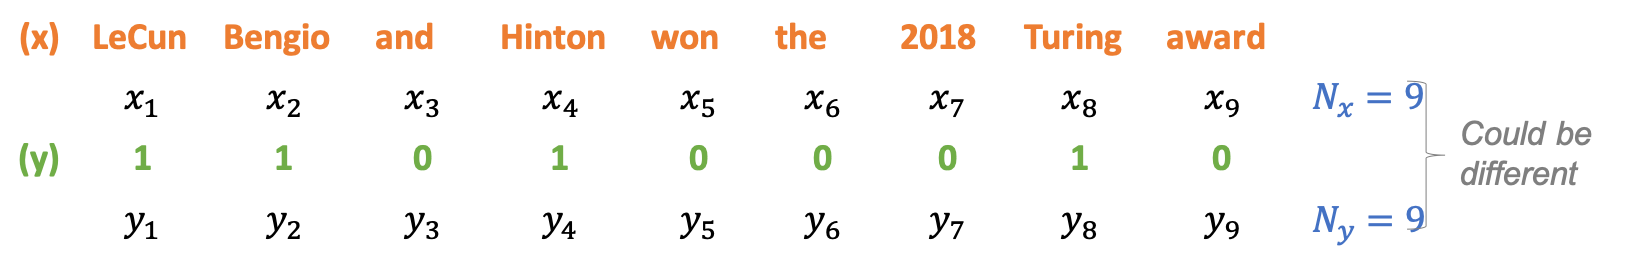 (x) LeCun Bengio and Hinton won the 2018 Turing award
x₁ x₂ x₃ x₄ x₅ x₆ x₇ x₈ x₉ Nₓ = 9
Could be
different
(y) 1 1 0 1 0 0 0 1 0
y₁ y₂ y₃ y₄ y₅ y₆ y₇ y₈ y₉ N_y = 9